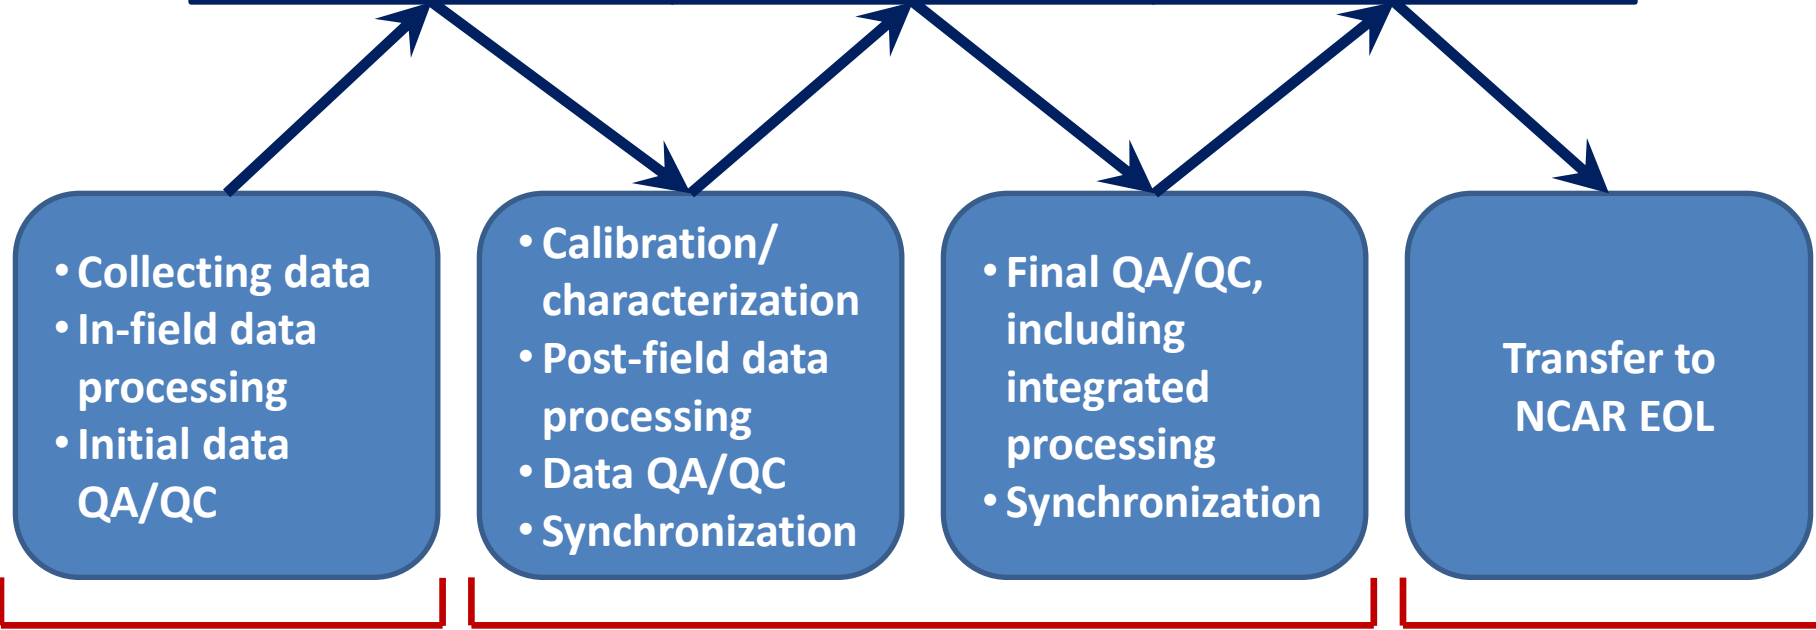 • Collecting data
• In-field data
processing
• Initial data
QA/QC
• Calibration/
characterization
• Post-field data
processing
• Data QA/QC
• Synchronization
• Final QA/QC,
including
integrated
processing
• Synchronization
Transfer to
NCAR EOL